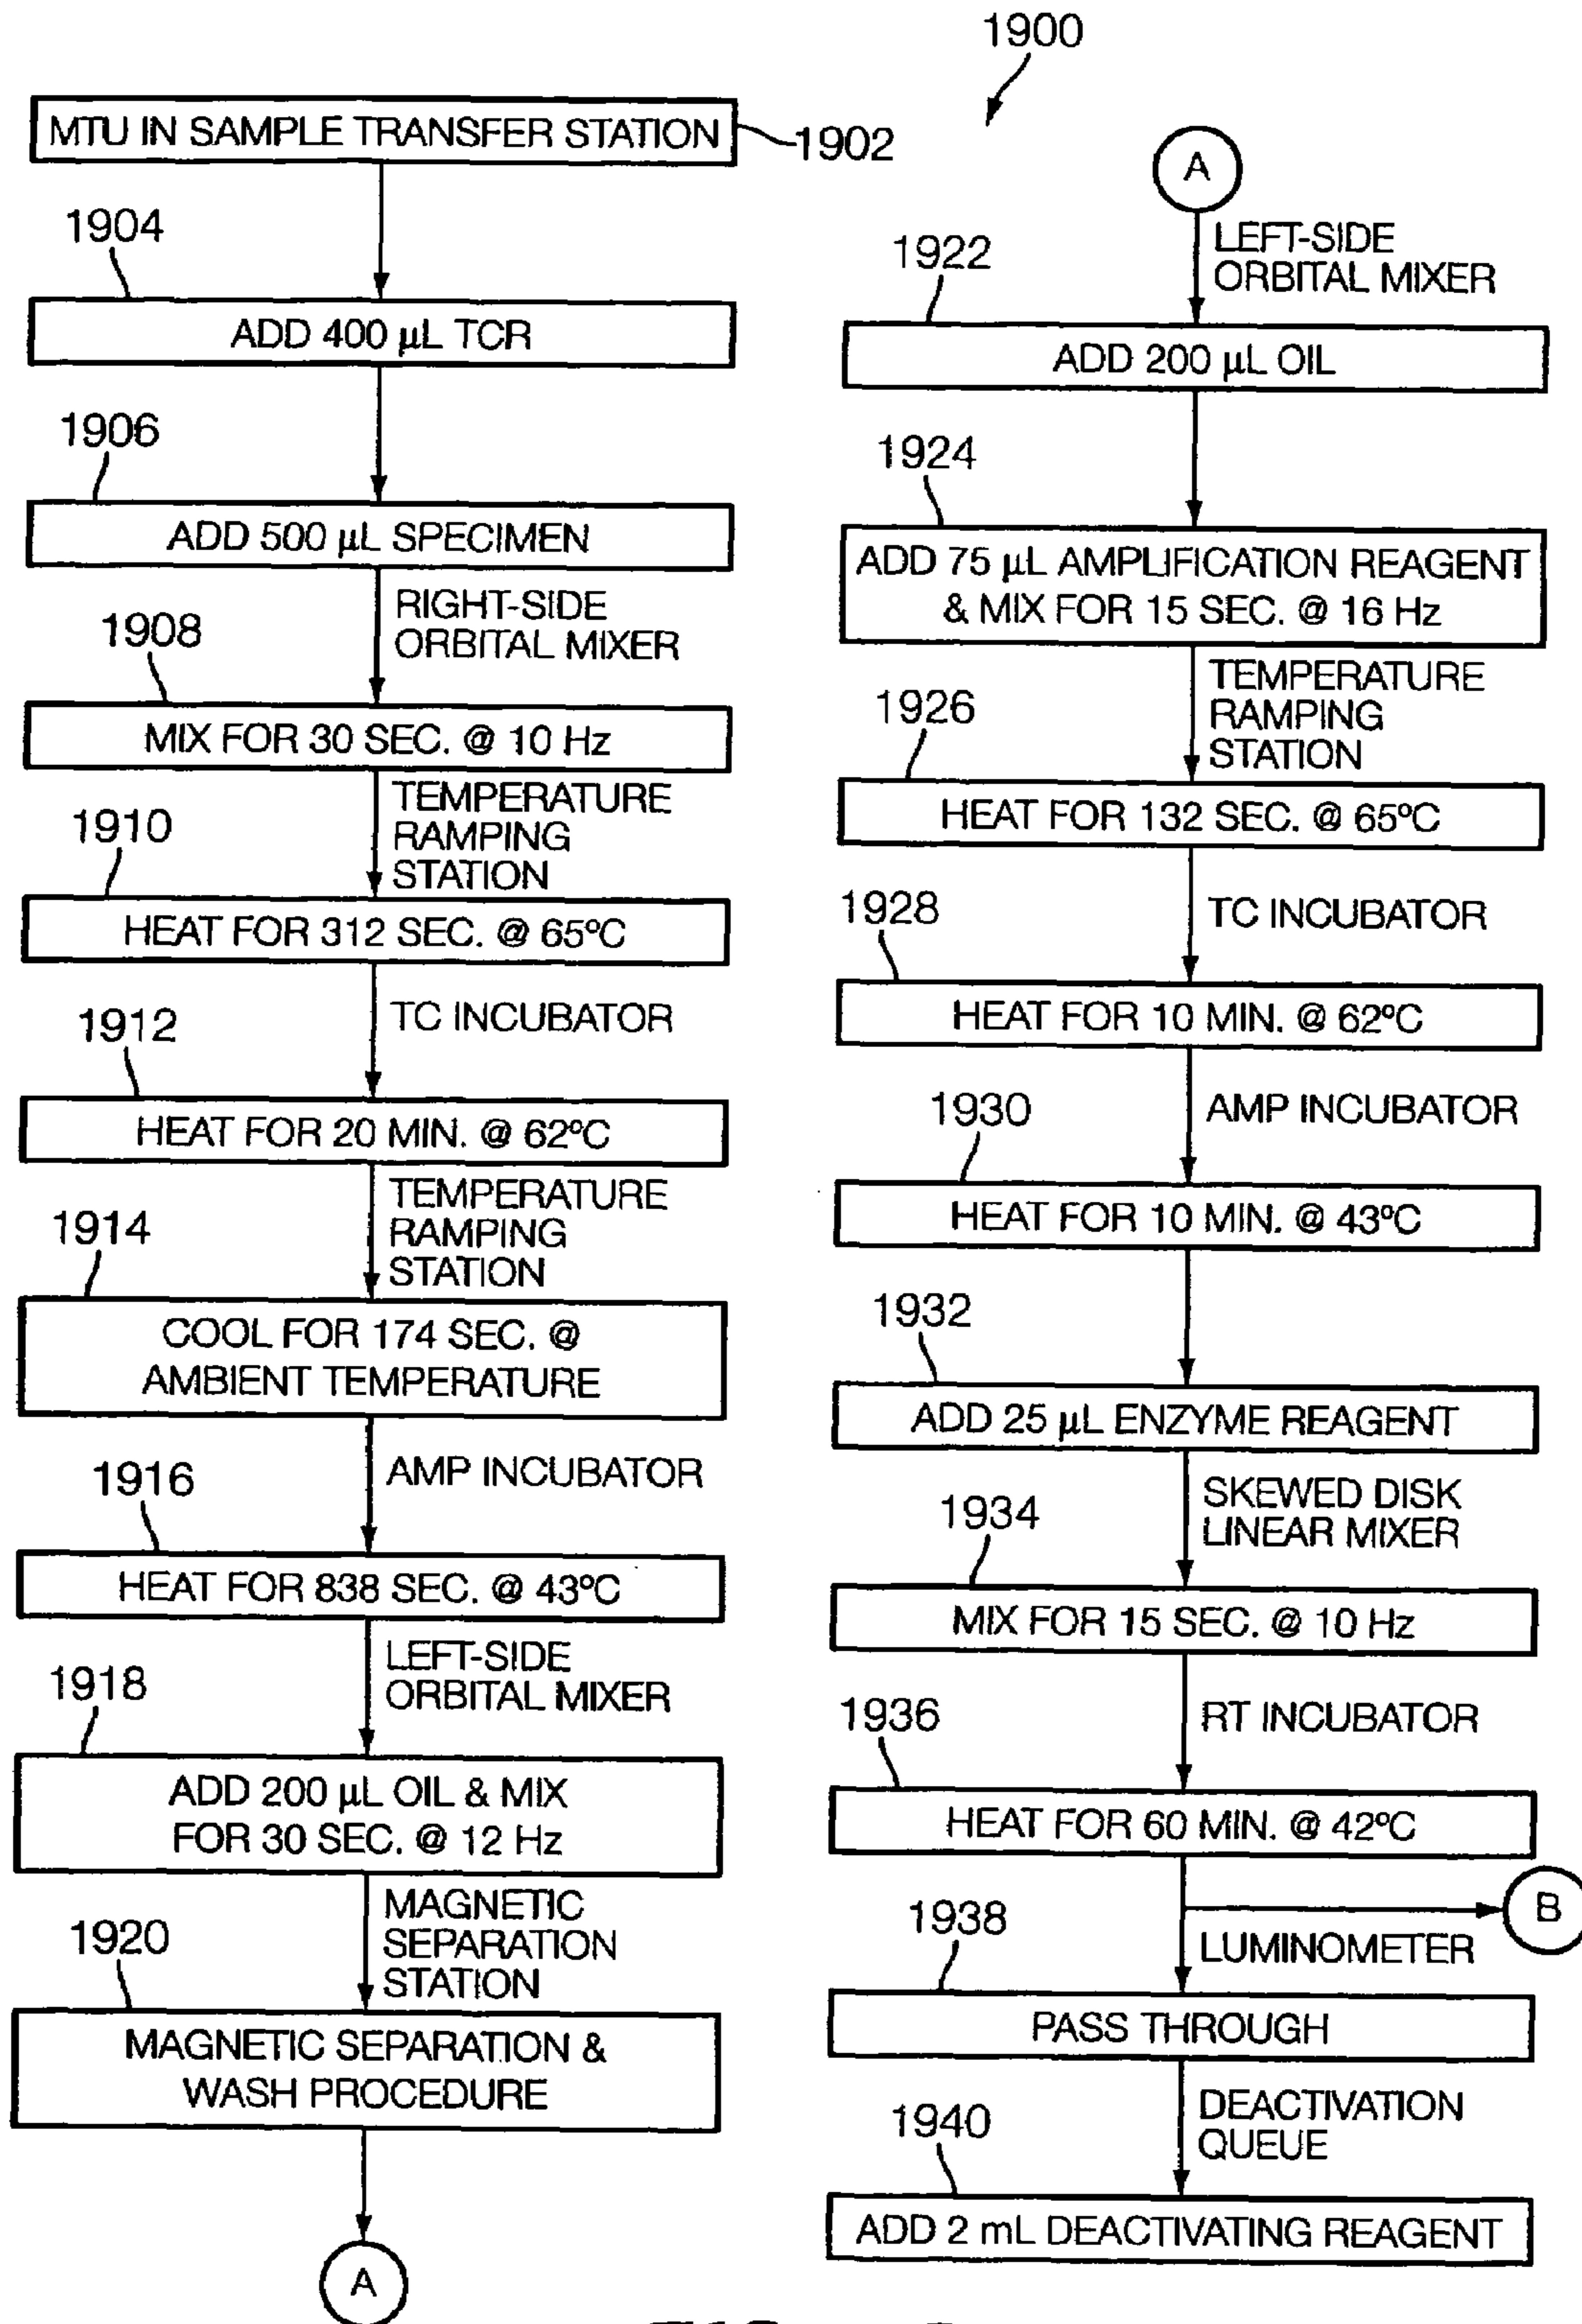 1900
MTU IN SAMPLE TRANSFER STATION
1902
1904
ADD 400 µL TCR
1906
ADD 500 µL SPECIMEN
RIGHT-SIDE
ORBITAL MIXER
1908
MIX FOR 30 SEC. @ 10 Hz
TEMPERATURE
RAMPING
STATION
1910
HEAT FOR 312 SEC. @ 65ºC
TC INCUBATOR
1912
HEAT FOR 20 MIN. @ 62ºC
TEMPERATURE
RAMPING
STATION
1914
COOL FOR 174 SEC. @
AMBIENT TEMPERATURE
AMP INCUBATOR
1916
HEAT FOR 838 SEC. @ 43ºC
LEFT-SIDE
ORBITAL MIXER
1918
ADD 200 µL OIL & MIX
FOR 30 SEC. @ 12 Hz
MAGNETIC
SEPARATION
STATION
1920
MAGNETIC SEPARATION &
WASH PROCEDURE
A
A
LEFT-SIDE
ORBITAL MIXER
1922
ADD 200 µL OIL
1924
ADD 75 µL AMPLIFICATION REAGENT
& MIX FOR 15 SEC. @ 16 Hz
TEMPERATURE
RAMPING
STATION
1926
HEAT FOR 132 SEC. @ 65ºC
TC INCUBATOR
1928
HEAT FOR 10 MIN. @ 62ºC
AMP INCUBATOR
1930
HEAT FOR 10 MIN. @ 43ºC
1932
ADD 25 µL ENZYME REAGENT
SKEWED DISK
LINEAR MIXER
1934
MIX FOR 15 SEC. @ 10 Hz
RT INCUBATOR
1936
HEAT FOR 60 MIN. @ 42ºC
B
LUMINOMETER
1938
PASS THROUGH
DEACTIVATION
QUEUE
1940
ADD 2 mL DEACTIVATING REAGENT